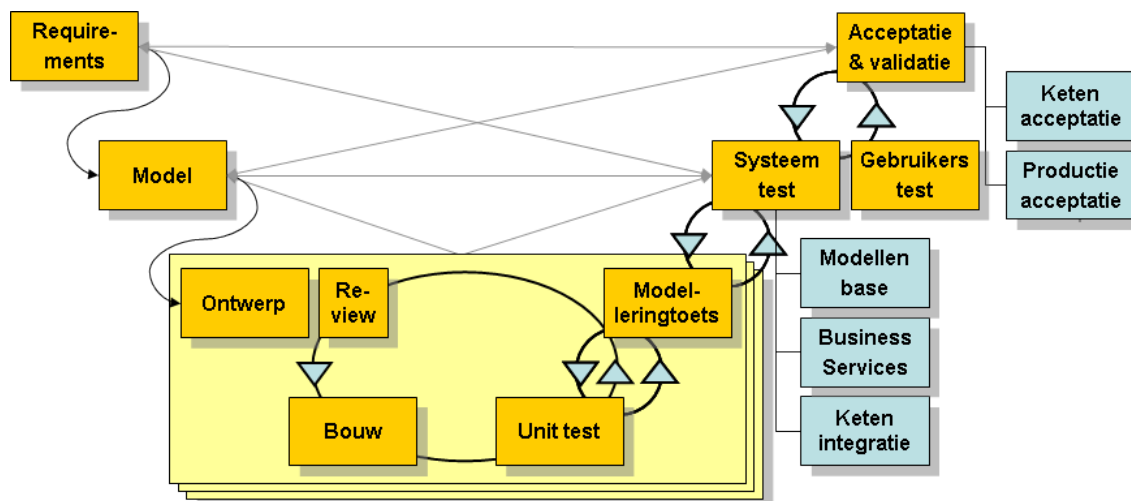 Require-
ments
Acceptatie
& validatie
Keten
acceptatie
Model
Systeem
test
Gebruikers
test
Productie
acceptatie
Ontwerp
Re-
view
Model-
leringtoets
Modellen
base
Business
Services
Bouw
Unit test
Keten
integratie